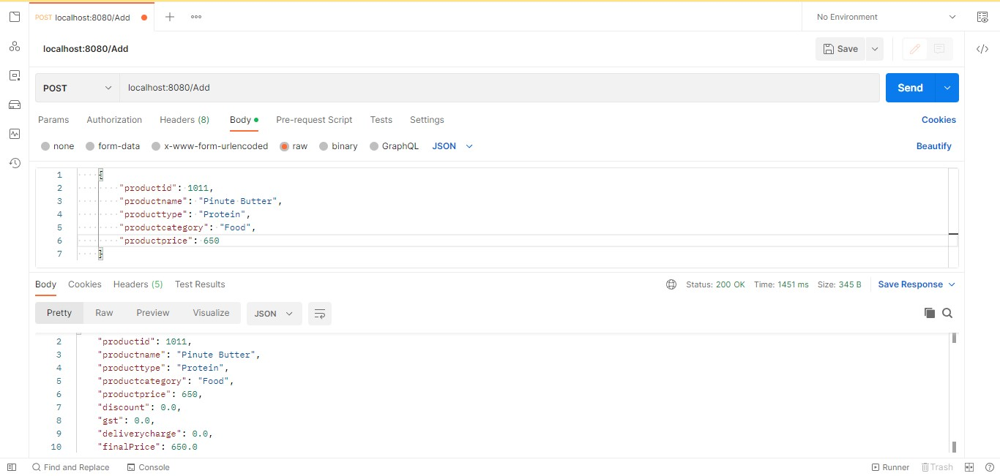 POST localhost:8080/Add
No Environment
localhost:8080/Add
Save
POST localhost:8080/Add Send
Params Authorization Headers (8) Body Pre-request Script Tests Settings Cookies
none form-data x-www-form-urlencoded raw binary GraphQL JSON Beautify
1 {
2 "productid": 1011,
3 "productname": "Pinute Butter",
4 "producttype": "Protein",
5 "productcategory": "Food",
6 "productprice": 650
7 }
Body Cookies Headers (5) Test Results Status: 200 OK Time: 1451 ms Size: 345 B Save Response
Pretty Raw Preview Visualize JSON
2 "productid": 1011,
3 "productname": "Pinute Butter",
4 "producttype": "Protein",
5 "productcategory": "Food",
6 "productprice": 650,
7 "discount": 0.0,
8 "gst": 0.0,
9 "deliverycharge": 0.0,
10 "finalPrice": 650.0
Find and Replace Console Runner Trash